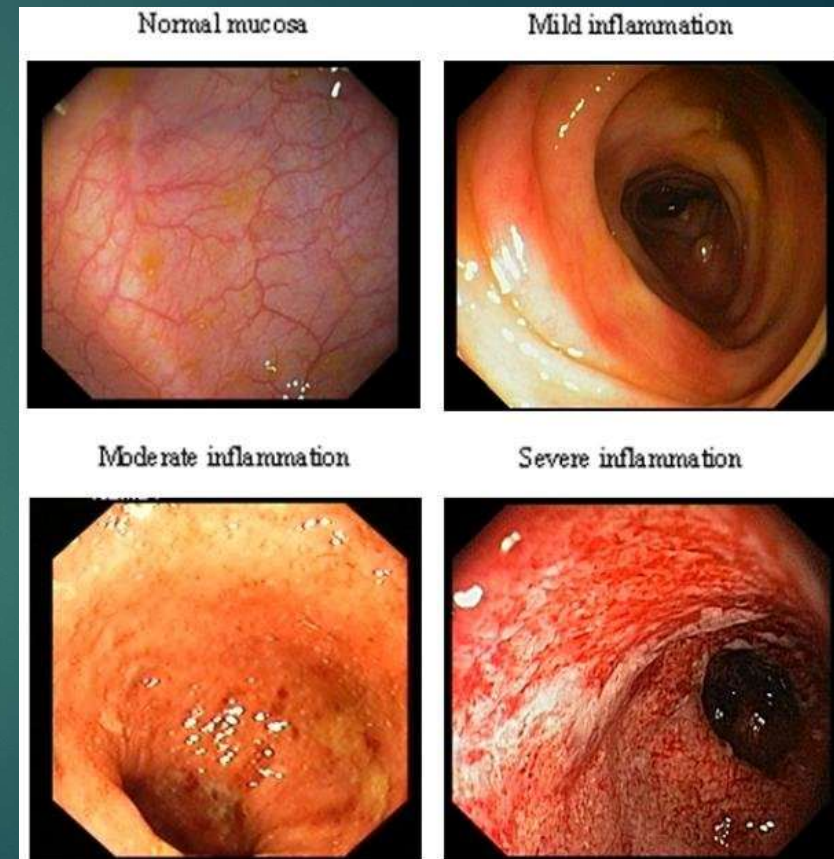 Normal mucosa
Mild inflammation
Moderate inflammation
Severe inflammation